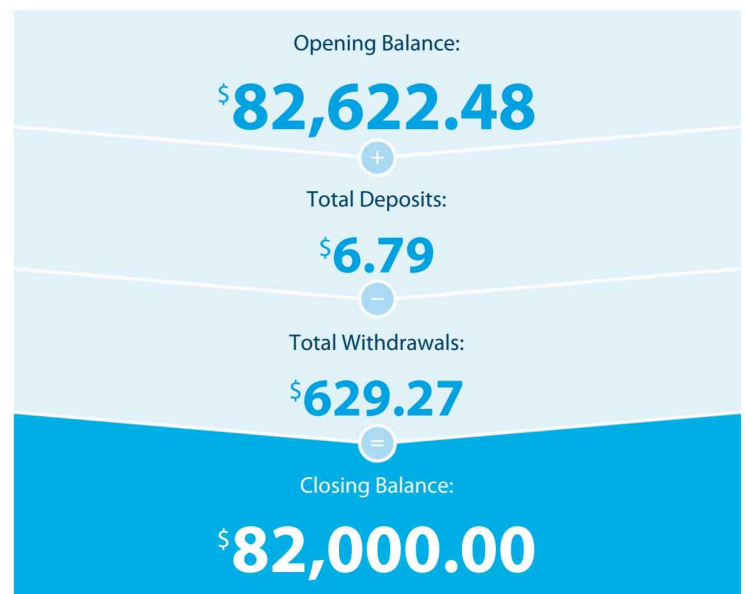 Opening Balance:
$82,622.48
+
Total Deposits:
$6.79
−
Total Withdrawals:
$629.27
=
Closing Balance:
$82,000.00